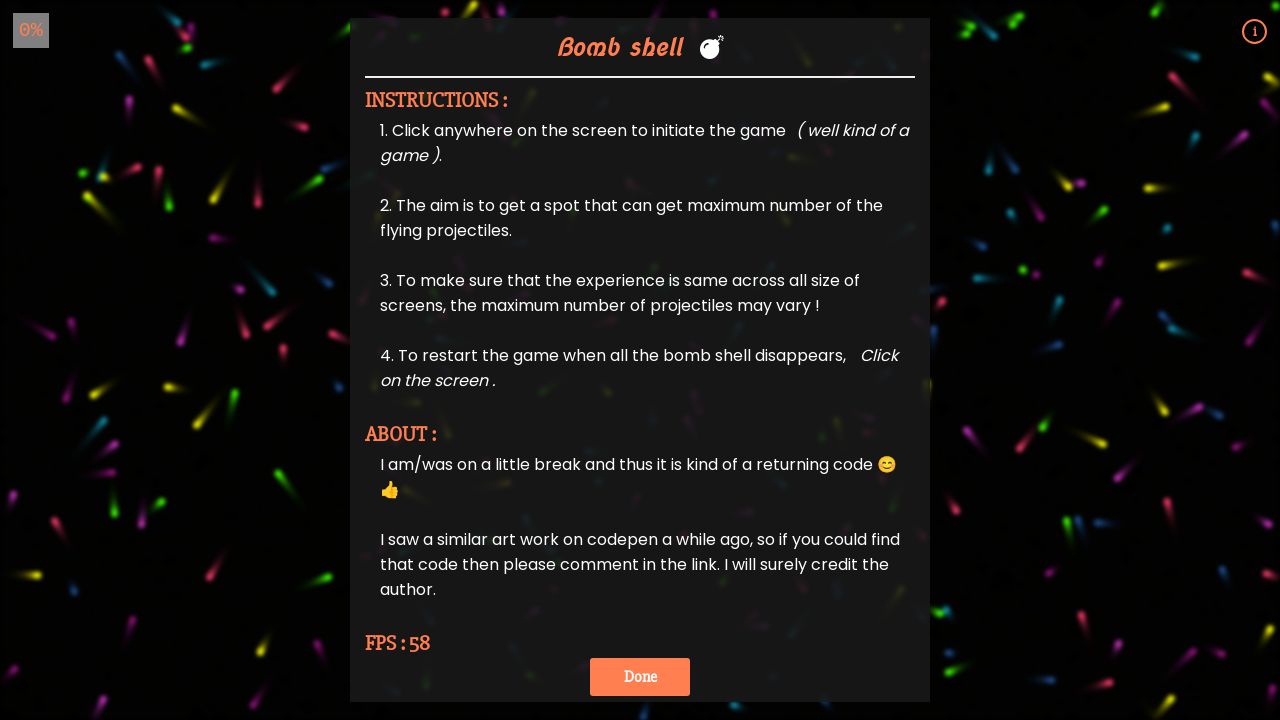 0%
i
Bomb shell 💣
INSTRUCTIONS :
1. Click anywhere on the screen to initiate the game ( well kind of a
game ).
2. The aim is to get a spot that can get maximum number of the
flying projectiles.
3. To make sure that the experience is same across all size of
screens, the maximum number of projectiles may vary !
4. To restart the game when all the bomb shell disappears, Click
on the screen .
ABOUT :
I am/was on a little break and thus it is kind of a returning code 😊
👍
I saw a similar art work on codepen a while ago, so if you could find
that code then please comment in the link. I will surely credit the
author.
FPS : 58
Done